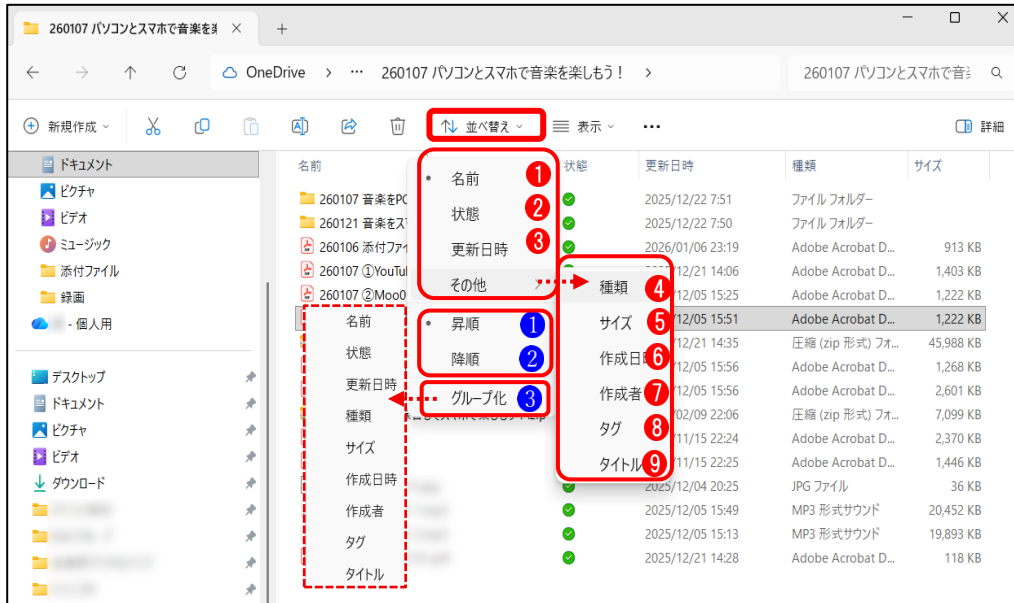 260107 パソコンとスマホで音楽を楽
OneDrive > … 260107 パソコンとスマホで音楽を楽しもう！ >
260107 パソコンとスマホで音
新規作成
並べ替え
表示
詳細
名前 状態 更新日時 種類 サイズ
ドキュメント
ピクチャ
ビデオ
ミュージック
添付ファイル
録画
- 個人用
デスクトップ
ドキュメント
ピクチャ
ビデオ
ダウンロード
260107 音楽をPC
2025/12/22 7:51 ファイル フォルダー
260121 音楽をス
2025/12/22 7:50 ファイル フォルダー
260106 添付ファイ
2026/01/06 23:19 Adobe Acrobat D... 913 KB
260107 ①YouTu
/12/21 14:06 Adobe Acrobat D... 1,403 KB
260107 ②Moo0
/12/05 15:25 Adobe Acrobat D... 1,222 KB
/12/05 15:51 Adobe Acrobat D... 1,222 KB
/12/21 14:35 圧縮 (zip 形式) フォ... 45,988 KB
/12/05 15:56 Adobe Acrobat D... 1,268 KB
/12/05 15:56 Adobe Acrobat D... 2,601 KB
/02/09 22:06 圧縮 (zip 形式) フォ... 7,099 KB
/11/15 22:24 Adobe Acrobat D... 2,370 KB
/11/15 22:25 Adobe Acrobat D... 1,446 KB
2025/12/04 20:25 JPG ファイル 36 KB
2025/12/05 15:49 MP3 形式サウンド 20,452 KB
2025/12/05 15:13 MP3 形式サウンド 19,893 KB
2025/12/21 14:28 Adobe Acrobat D... 118 KB
• 名前 1
状態 2
更新日時 3
その他 >
• 昇順 1
降順 2
グループ化 3
種類 4
サイズ 5
作成日時 6
作成者 7
タグ 8
タイトル 9
名前
状態
更新日時
種類
サイズ
作成日時
作成者
タグ
タイトル